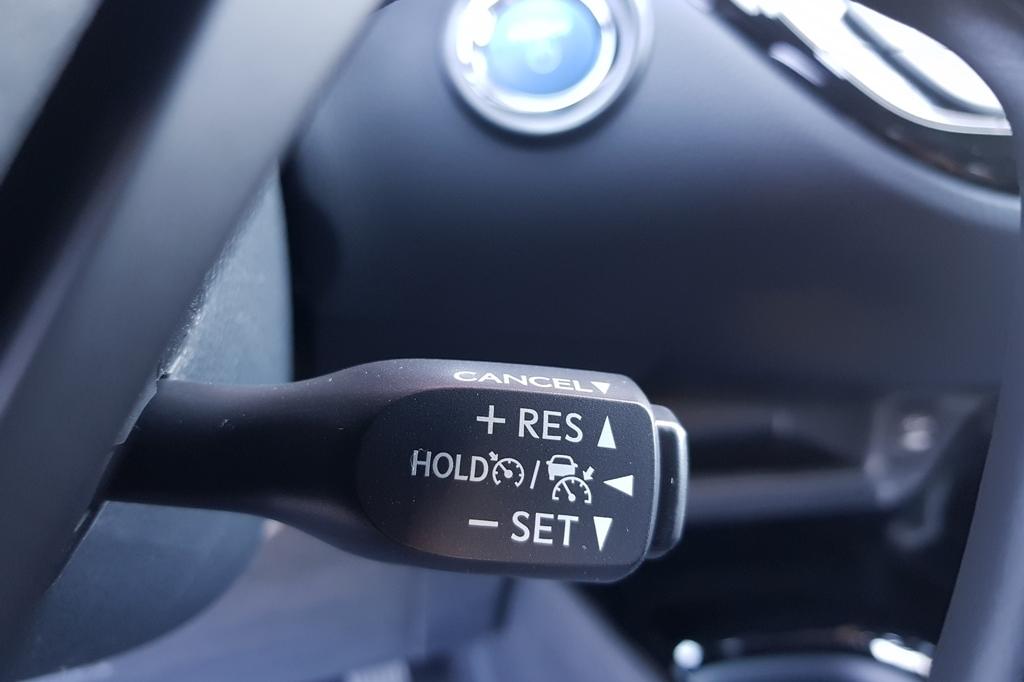 CANCEL▼
+ RES ▲
HOLD / ◀
− SET ▼